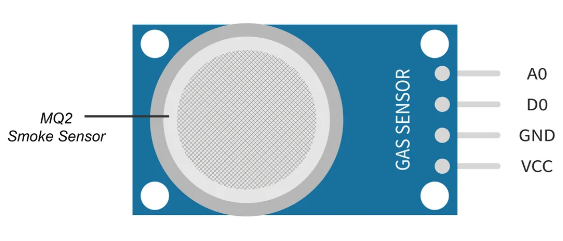 MQ2
Smoke Sensor
GAS SENSOR
A0
D0
GND
VCC